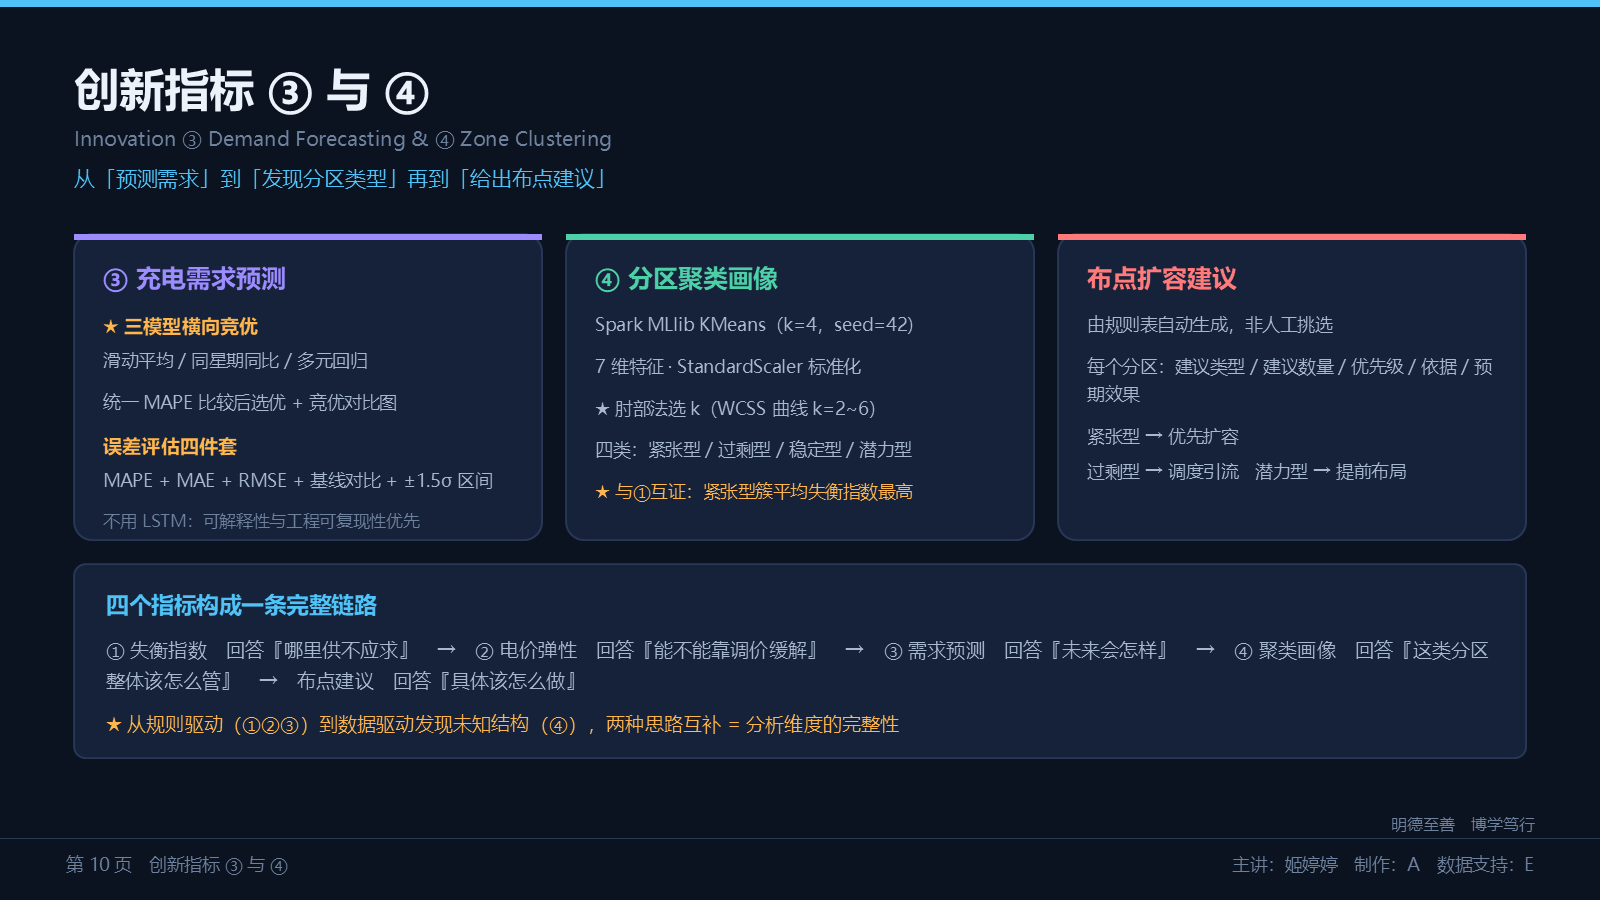 创新指标 ③ 与 ④
Innovation ③ Demand Forecasting & ④ Zone Clustering
从「预测需求」到「发现分区类型」再到「给出布点建议」
③ 充电需求预测
★ 三模型横向竞优
滑动平均 / 同星期同比 / 多元回归
统一 MAPE 比较后选优 + 竞优对比图
误差评估四件套
MAPE + MAE + RMSE + 基线对比 + ±1.5σ 区间
不用 LSTM：可解释性与工程可复现性优先
④ 分区聚类画像
Spark MLlib KMeans（k=4，seed=42）
7 维特征 · StandardScaler 标准化
★ 肘部法选 k（WCSS 曲线 k=2~6）
四类：紧张型 / 过剩型 / 稳定型 / 潜力型
★ 与①互证：紧张型簇平均失衡指数最高
布点扩容建议
由规则表自动生成，非人工挑选
每个分区：建议类型 / 建议数量 / 优先级 / 依据 / 预
期效果
紧张型 → 优先扩容
过剩型 → 调度引流　潜力型 → 提前布局
四个指标构成一条完整链路
① 失衡指数　回答『哪里供不应求』　→　② 电价弹性　回答『能不能靠调价缓解』　→　③ 需求预测　回答『未来会怎样』　→　④ 聚类画像　回答『这类分区
整体该怎么管』　→　布点建议　回答『具体该怎么做』
★ 从规则驱动（①②③）到数据驱动发现未知结构（④），两种思路互补 = 分析维度的完整性
明德至善　博学笃行
第 10 页　创新指标 ③ 与 ④
主讲：姬婷婷　制作：A　数据支持：E